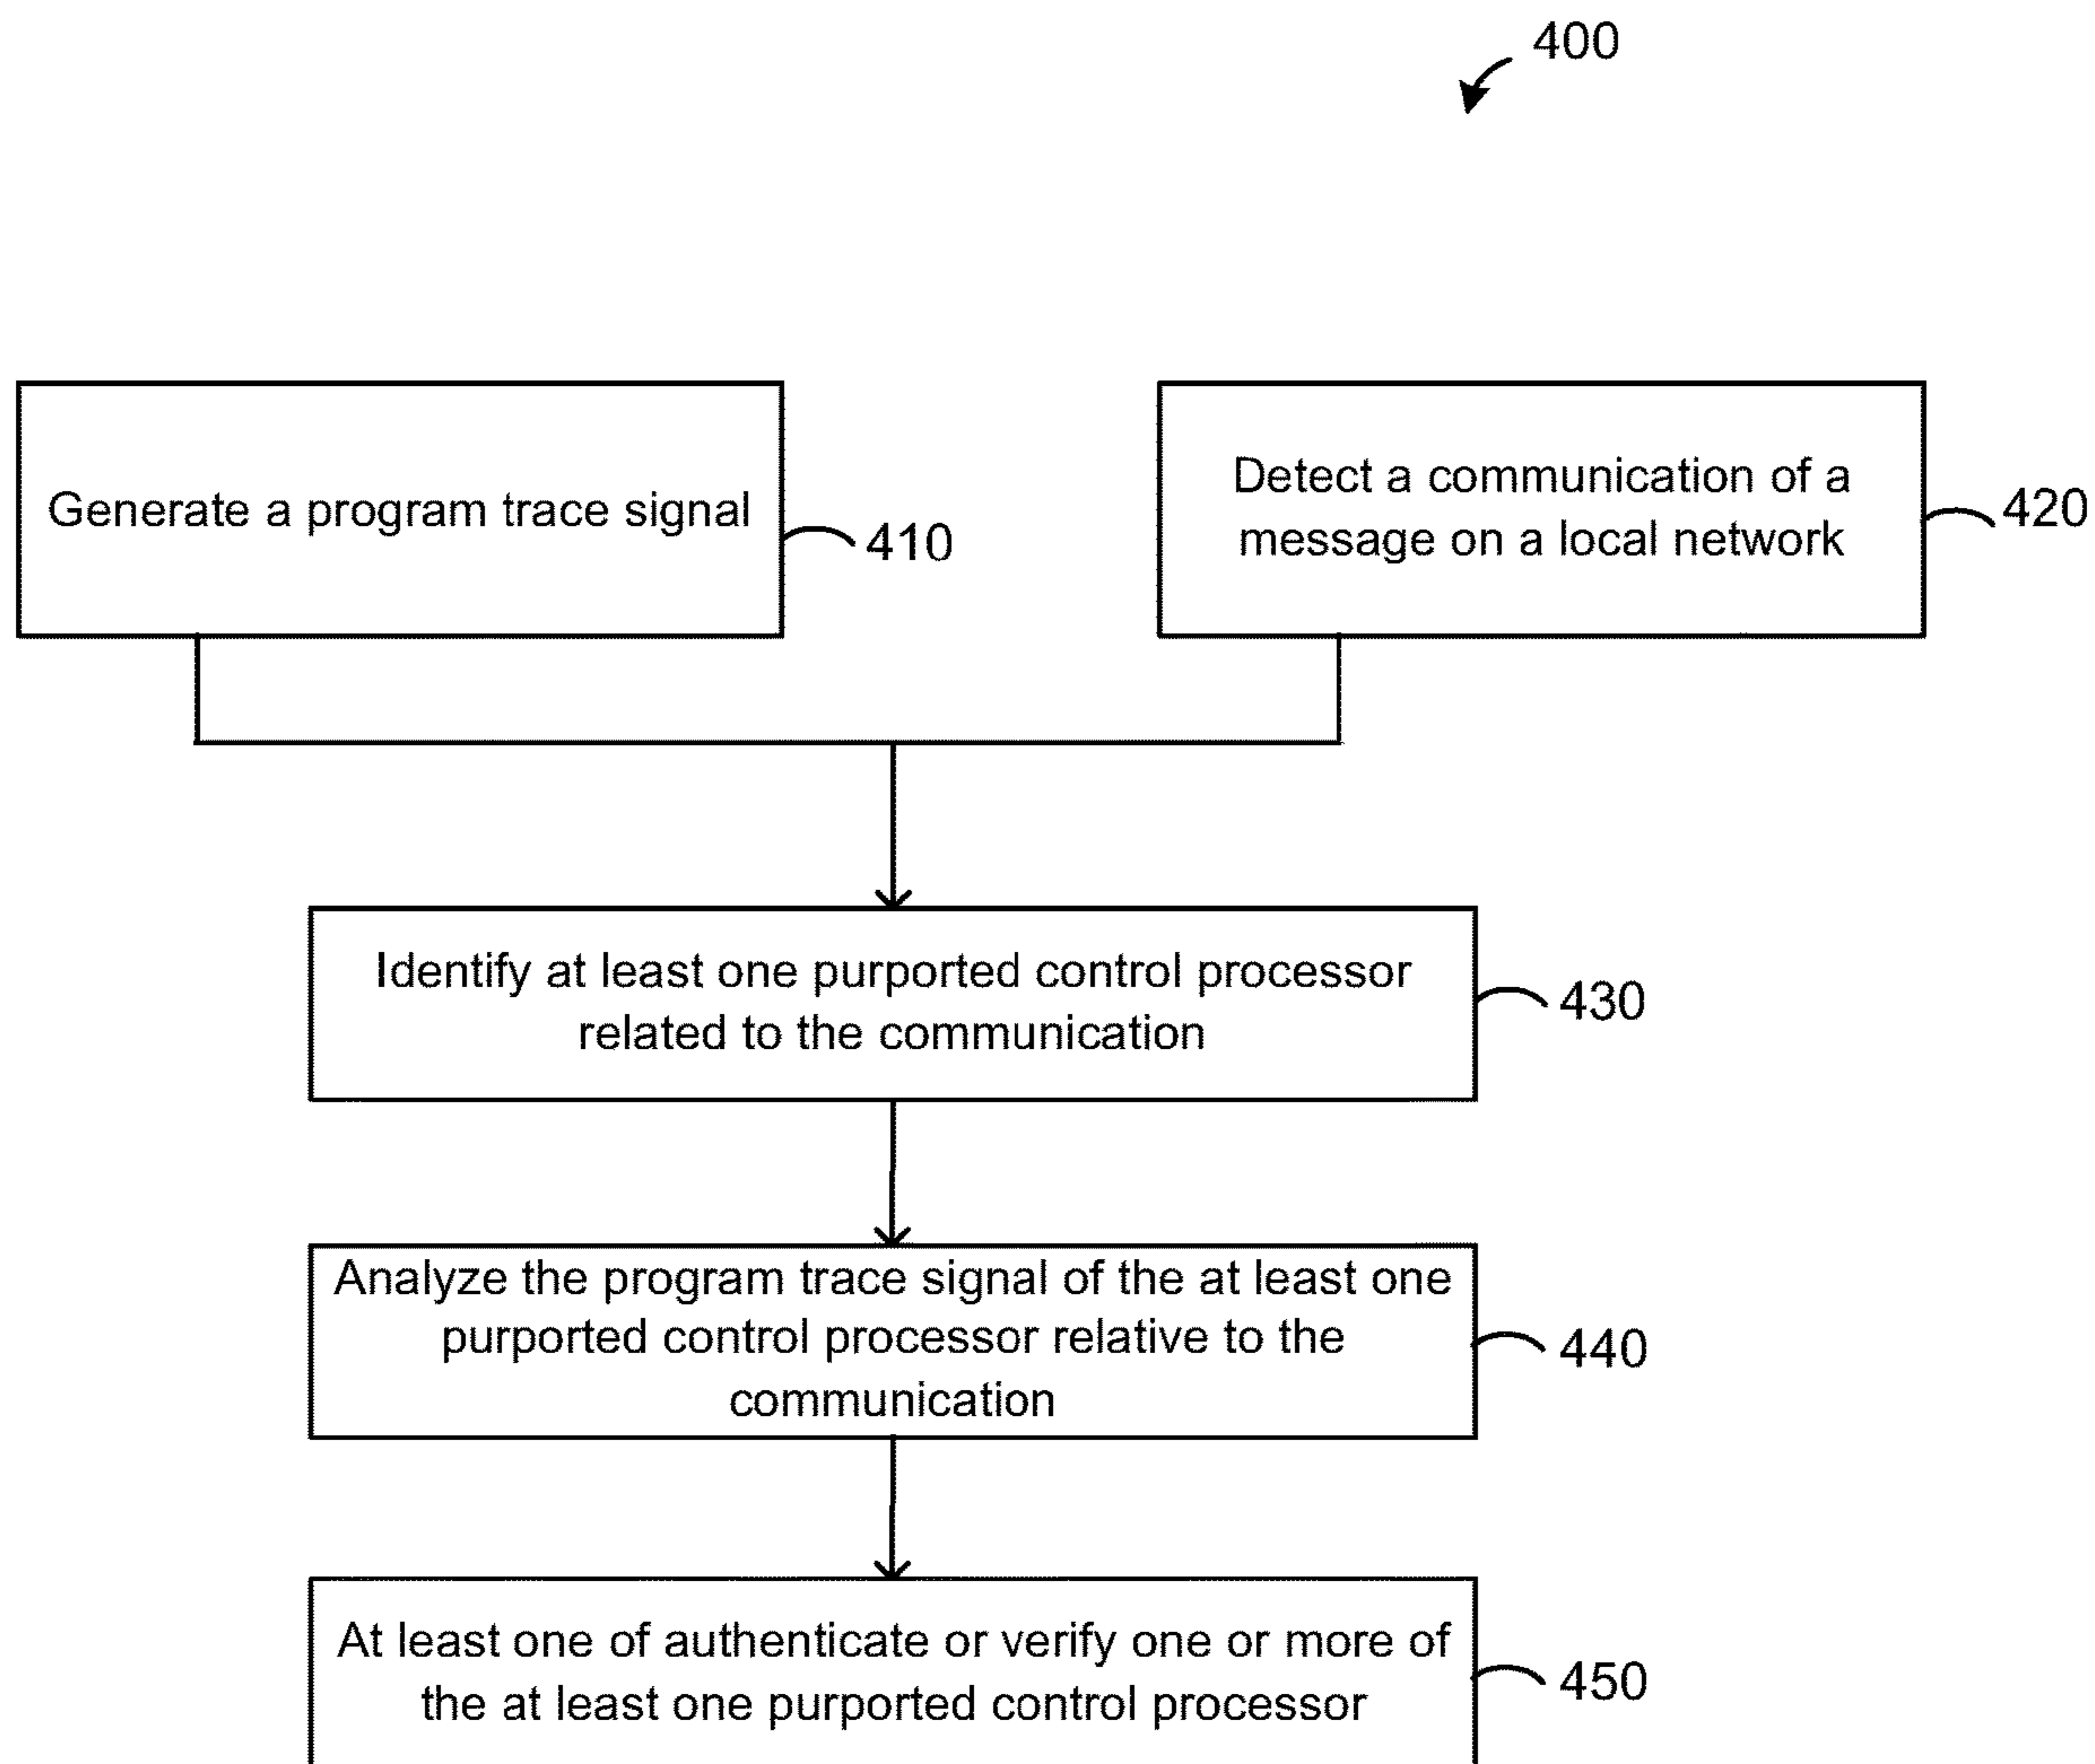 400
Generate a program trace signal
410
Detect a communication of a
message on a local network
420
Identify at least one purported control processor
related to the communication
430
Analyze the program trace signal of the at least one
purported control processor relative to the
communication
440
At least one of authenticate or verify one or more of
the at least one purported control processor
450